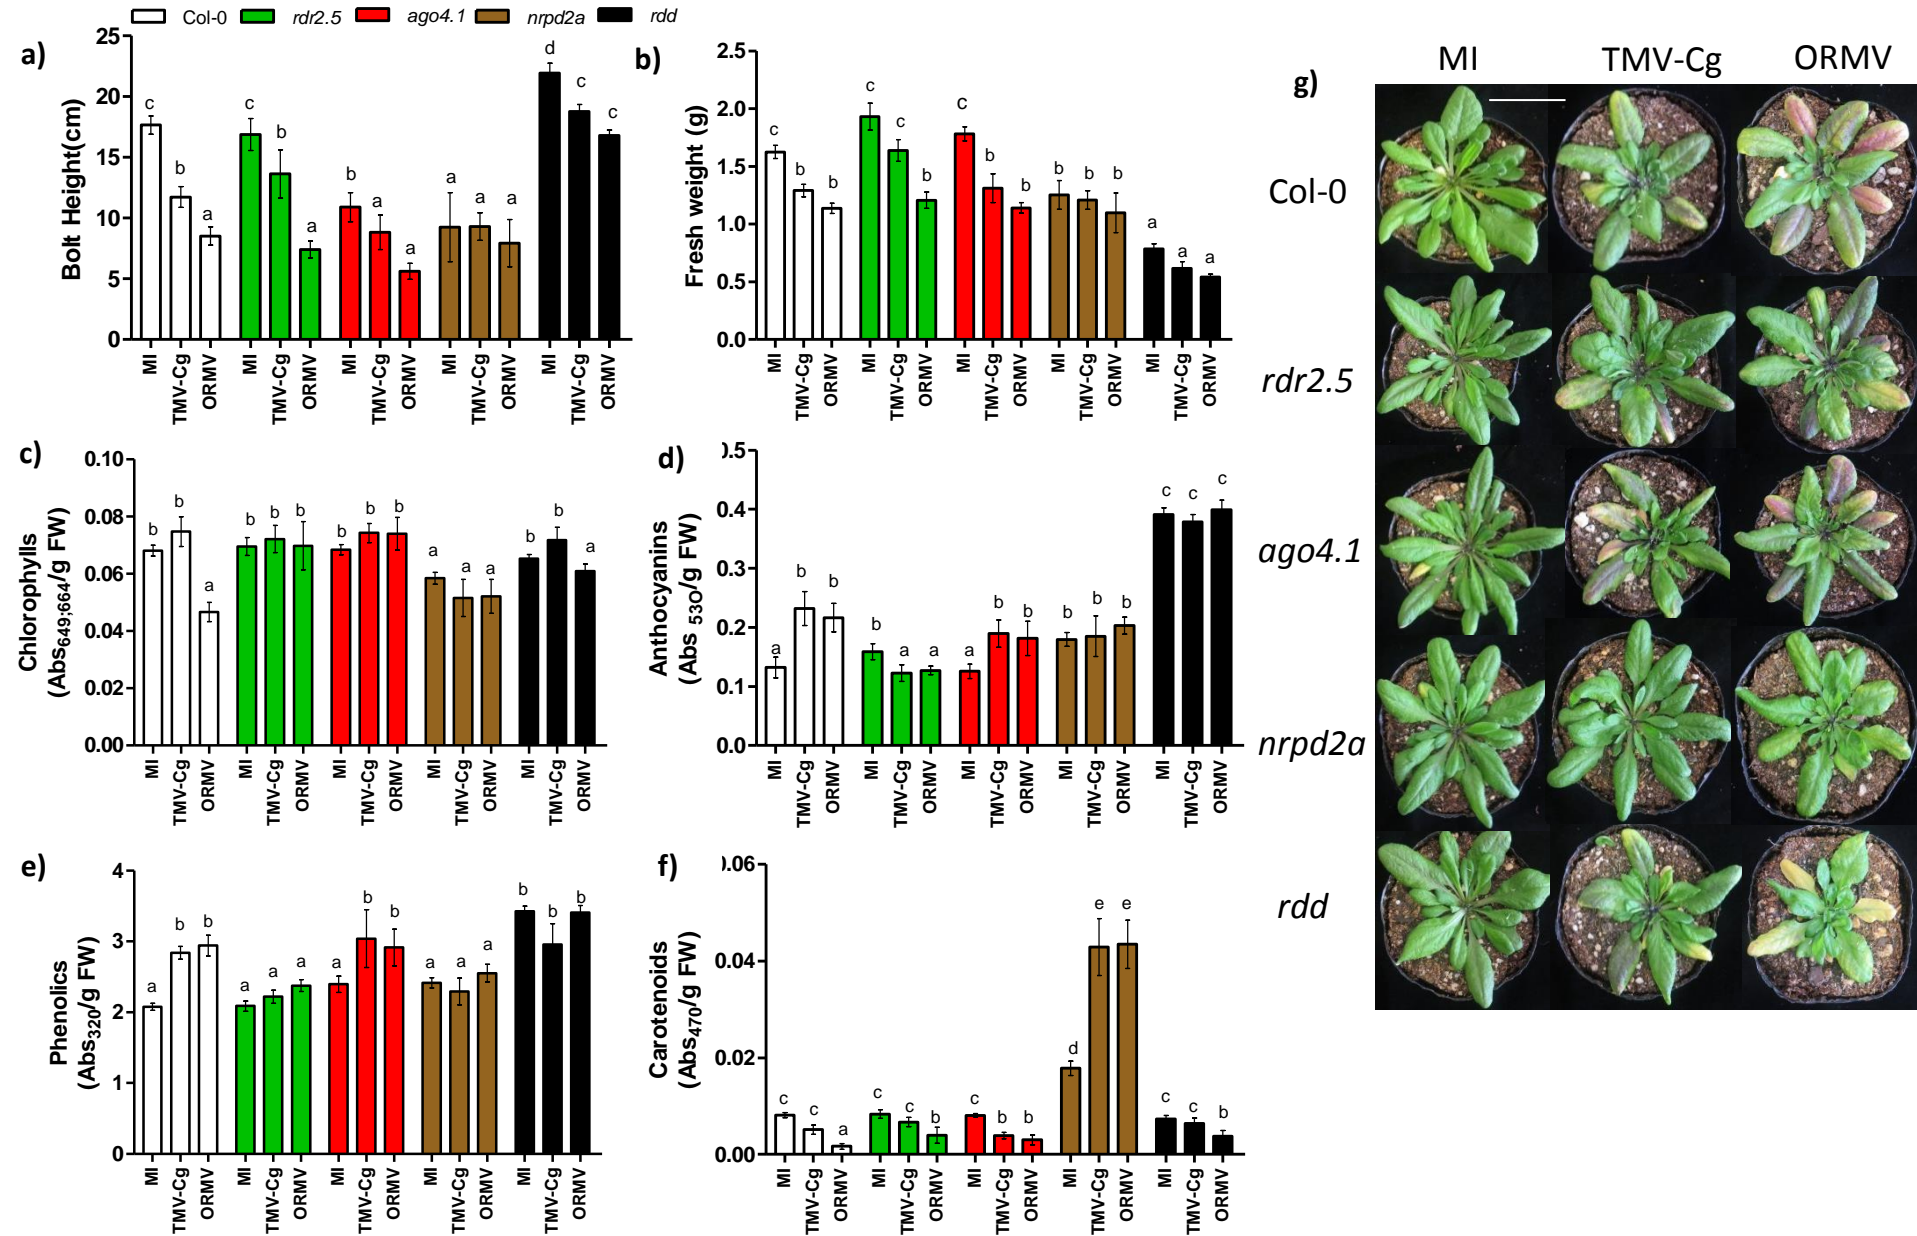 Col-0 rdr2.5 ago4.1 nrpd2a rdd
a)
Bolt Height(cm)
25
20
15
10
5
0
c b a c b a b a a a a a d c c
MI TMV-Cg ORMV MI TMV-Cg ORMV MI TMV-Cg ORMV MI TMV-Cg ORMV MI TMV-Cg ORMV
b)
Fresh weight (g)
2.5
2.0
1.5
1.0
0.5
0.0
c b b c c b c b b b b b a a a
MI TMV-Cg ORMV MI TMV-Cg ORMV MI TMV-Cg ORMV MI TMV-Cg ORMV MI TMV-Cg ORMV
c)
Chlorophylls
(Abs649;664/g FW)
0.10
0.08
0.06
0.04
0.02
0.00
b b a b b b b b b a a a b b a
MI TMV-Cg ORMV MI TMV-Cg ORMV MI TMV-Cg ORMV MI TMV-Cg ORMV MI TMV-Cg ORMV
d)
Anthocyanins
(Abs 530/g FW)
0.5
0.4
0.3
0.2
0.1
0.0
a b b b a a a b b b b b c c c
MI TMV-Cg ORMV MI TMV-Cg ORMV MI TMV-Cg ORMV MI TMV-Cg ORMV MI TMV-Cg ORMV
e)
Phenolics
(Abs320/g FW)
4
3
2
1
0
a b b a a a a b b a a a b b b
MI TMV-Cg ORMV MI TMV-Cg ORMV MI TMV-Cg ORMV MI TMV-Cg ORMV MI TMV-Cg ORMV
f)
Carotenoids
(Abs470/g FW)
0.06
0.04
0.02
0.00
c c a c c b c b b d e e c c b
MI TMV-Cg ORMV MI TMV-Cg ORMV MI TMV-Cg ORMV MI TMV-Cg ORMV MI TMV-Cg ORMV
g)
MI TMV-Cg ORMV
Col-0
rdr2.5
ago4.1
nrpd2a
rdd